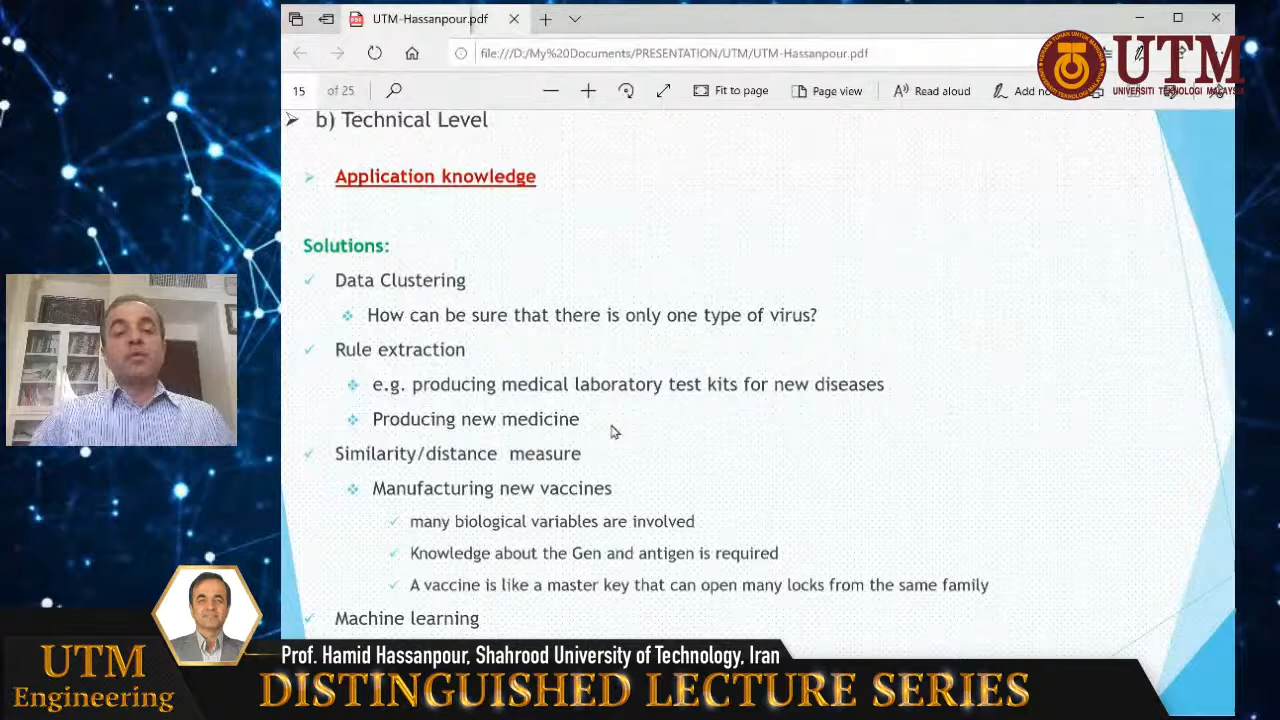 UTM-Hassanpour.pdf
file:///D:/My%20Documents/PRESENTATION/UTM/UTM-Hassanpour.pdf
UTM
UNIVERSITI TEKNOLOGI MALAYSIA
15 of 25
Fit to page
Page view
Read aloud
Add
b) Technical Level
Application knowledge
Solutions:
Data Clustering
How can be sure that there is only one type of virus?
Rule extraction
e.g. producing medical laboratory test kits for new diseases
Producing new medicine
Similarity/distance measure
Manufacturing new vaccines
many biological variables are involved
Knowledge about the Gen and antigen is required
A vaccine is like a master key that can open many locks from the same family
Machine learning
Prof. Hamid Hassanpour, Shahrood University of Technology, Iran
UTM
Engineering
DISTINGUISHED LECTURE SERIES